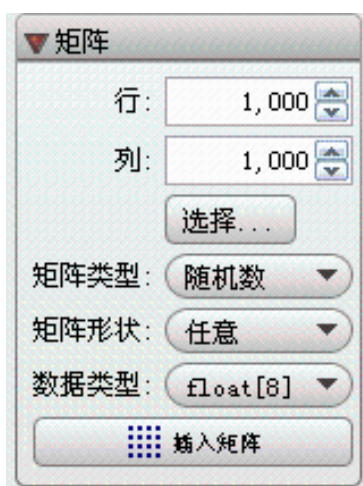 矩阵
行: 1,000
列: 1,000
选择...
矩阵类型: 随机数
矩阵形状: 任意
数据类型: float[8]
插入矩阵